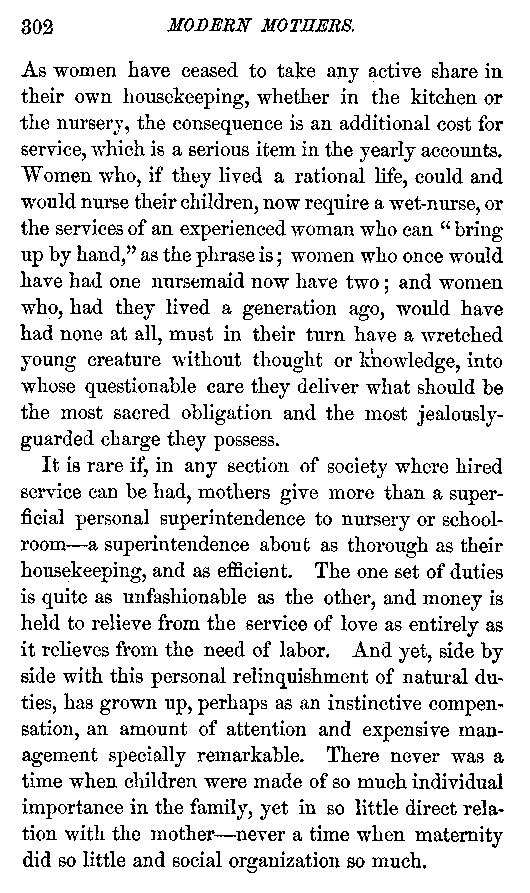 302 MODERN MOTHERS.
As women have ceased to take any active share in
their own housekeeping, whether in the kitchen or
the nursery, the consequence is an additional cost for
service, which is a serious item in the yearly accounts.
Women who, if they lived a rational life, could and
would nurse their children, now require a wet-nurse, or
the services of an experienced woman who can “bring
up by hand,” as the phrase is; women who once would
have had one nursemaid now have two; and women
who, had they lived a generation ago, would have
had none at all, must in their turn have a wretched
young creature without thought or knowledge, into
whose questionable care they deliver what should be
the most sacred obligation and the most jealously-
guarded charge they possess.
It is rare if, in any section of society where hired
service can be had, mothers give more than a super-
ficial personal superintendence to nursery or school-
room—a superintendence about as thorough as their
housekeeping, and as efficient. The one set of duties
is quite as unfashionable as the other, and money is
held to relieve from the service of love as entirely as
it relieves from the need of labor. And yet, side by
side with this personal relinquishment of natural du-
ties, has grown up, perhaps as an instinctive compen-
sation, an amount of attention and expensive man-
agement specially remarkable. There never was a
time when children were made of so much individual
importance in the family, yet in so little direct rela-
tion with the mother—never a time when maternity
did so little and social organization so much.